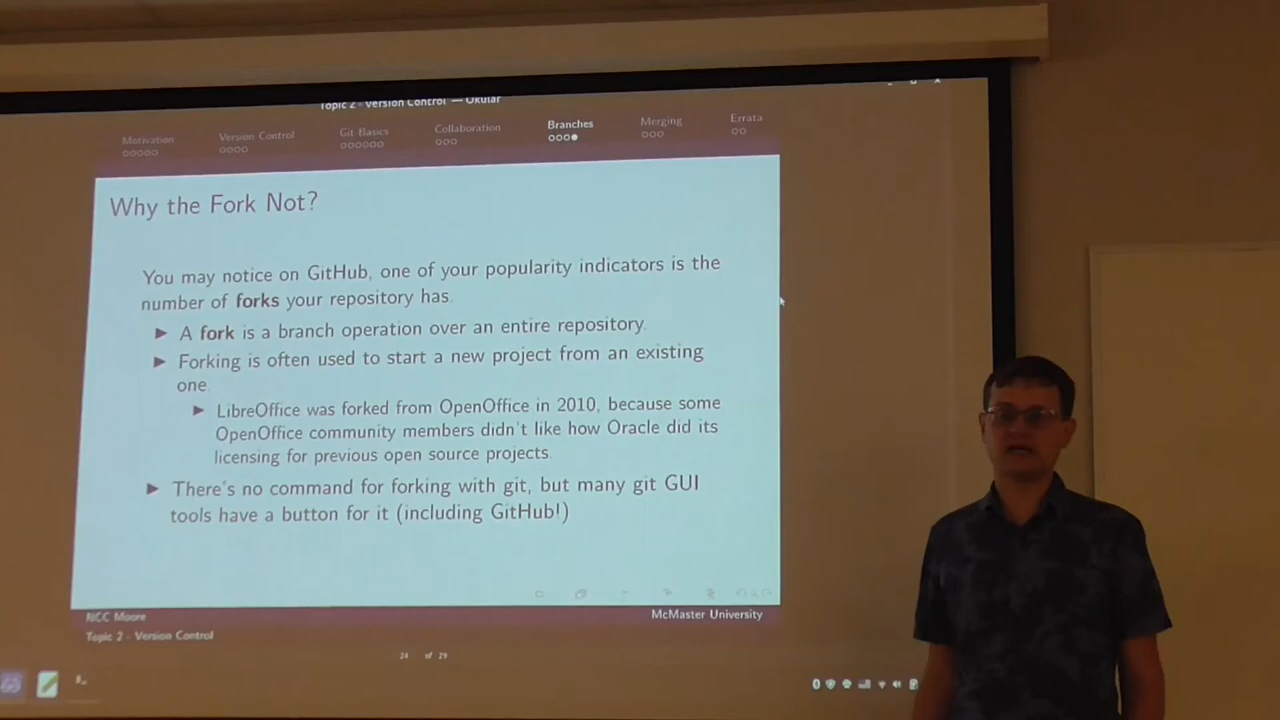 Topic 2 - Version Control — Okular
Motivation Version Control Git Basics Collaboration Branches Merging Errata
Why the Fork Not?
You may notice on GitHub, one of your popularity indicators is the
number of forks your repository has.
A fork is a branch operation over an entire repository.
Forking is often used to start a new project from an existing
one
LibreOffice was forked from OpenOffice in 2010, because some
OpenOffice community members didn't like how Oracle did its
licensing for previous open source projects.
There's no command for forking with git, but many git GUI
tools have a button for it (including GitHub!)
NCC Moore McMaster University
Topic 2 - Version Control
24 of 29